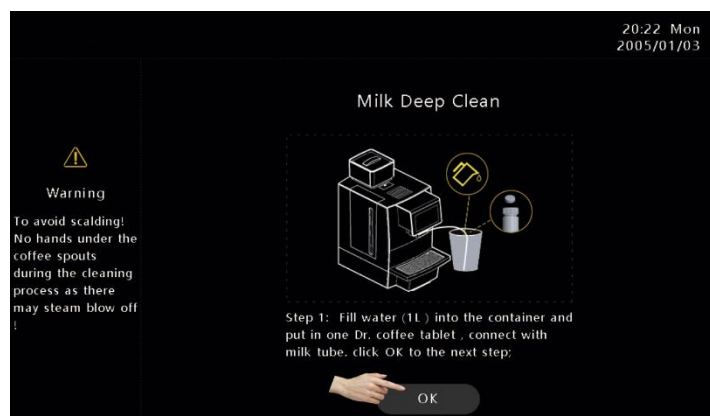 20:22 Mon
2005/01/03
Milk Deep Clean
Warning
To avoid scalding!
No hands under the
coffee spouts
during the cleaning
process as there
may steam blow off
!
Step 1: Fill water (1L ) into the container and
put in one Dr. coffee tablet , connect with
milk tube. click OK to the next step;
OK